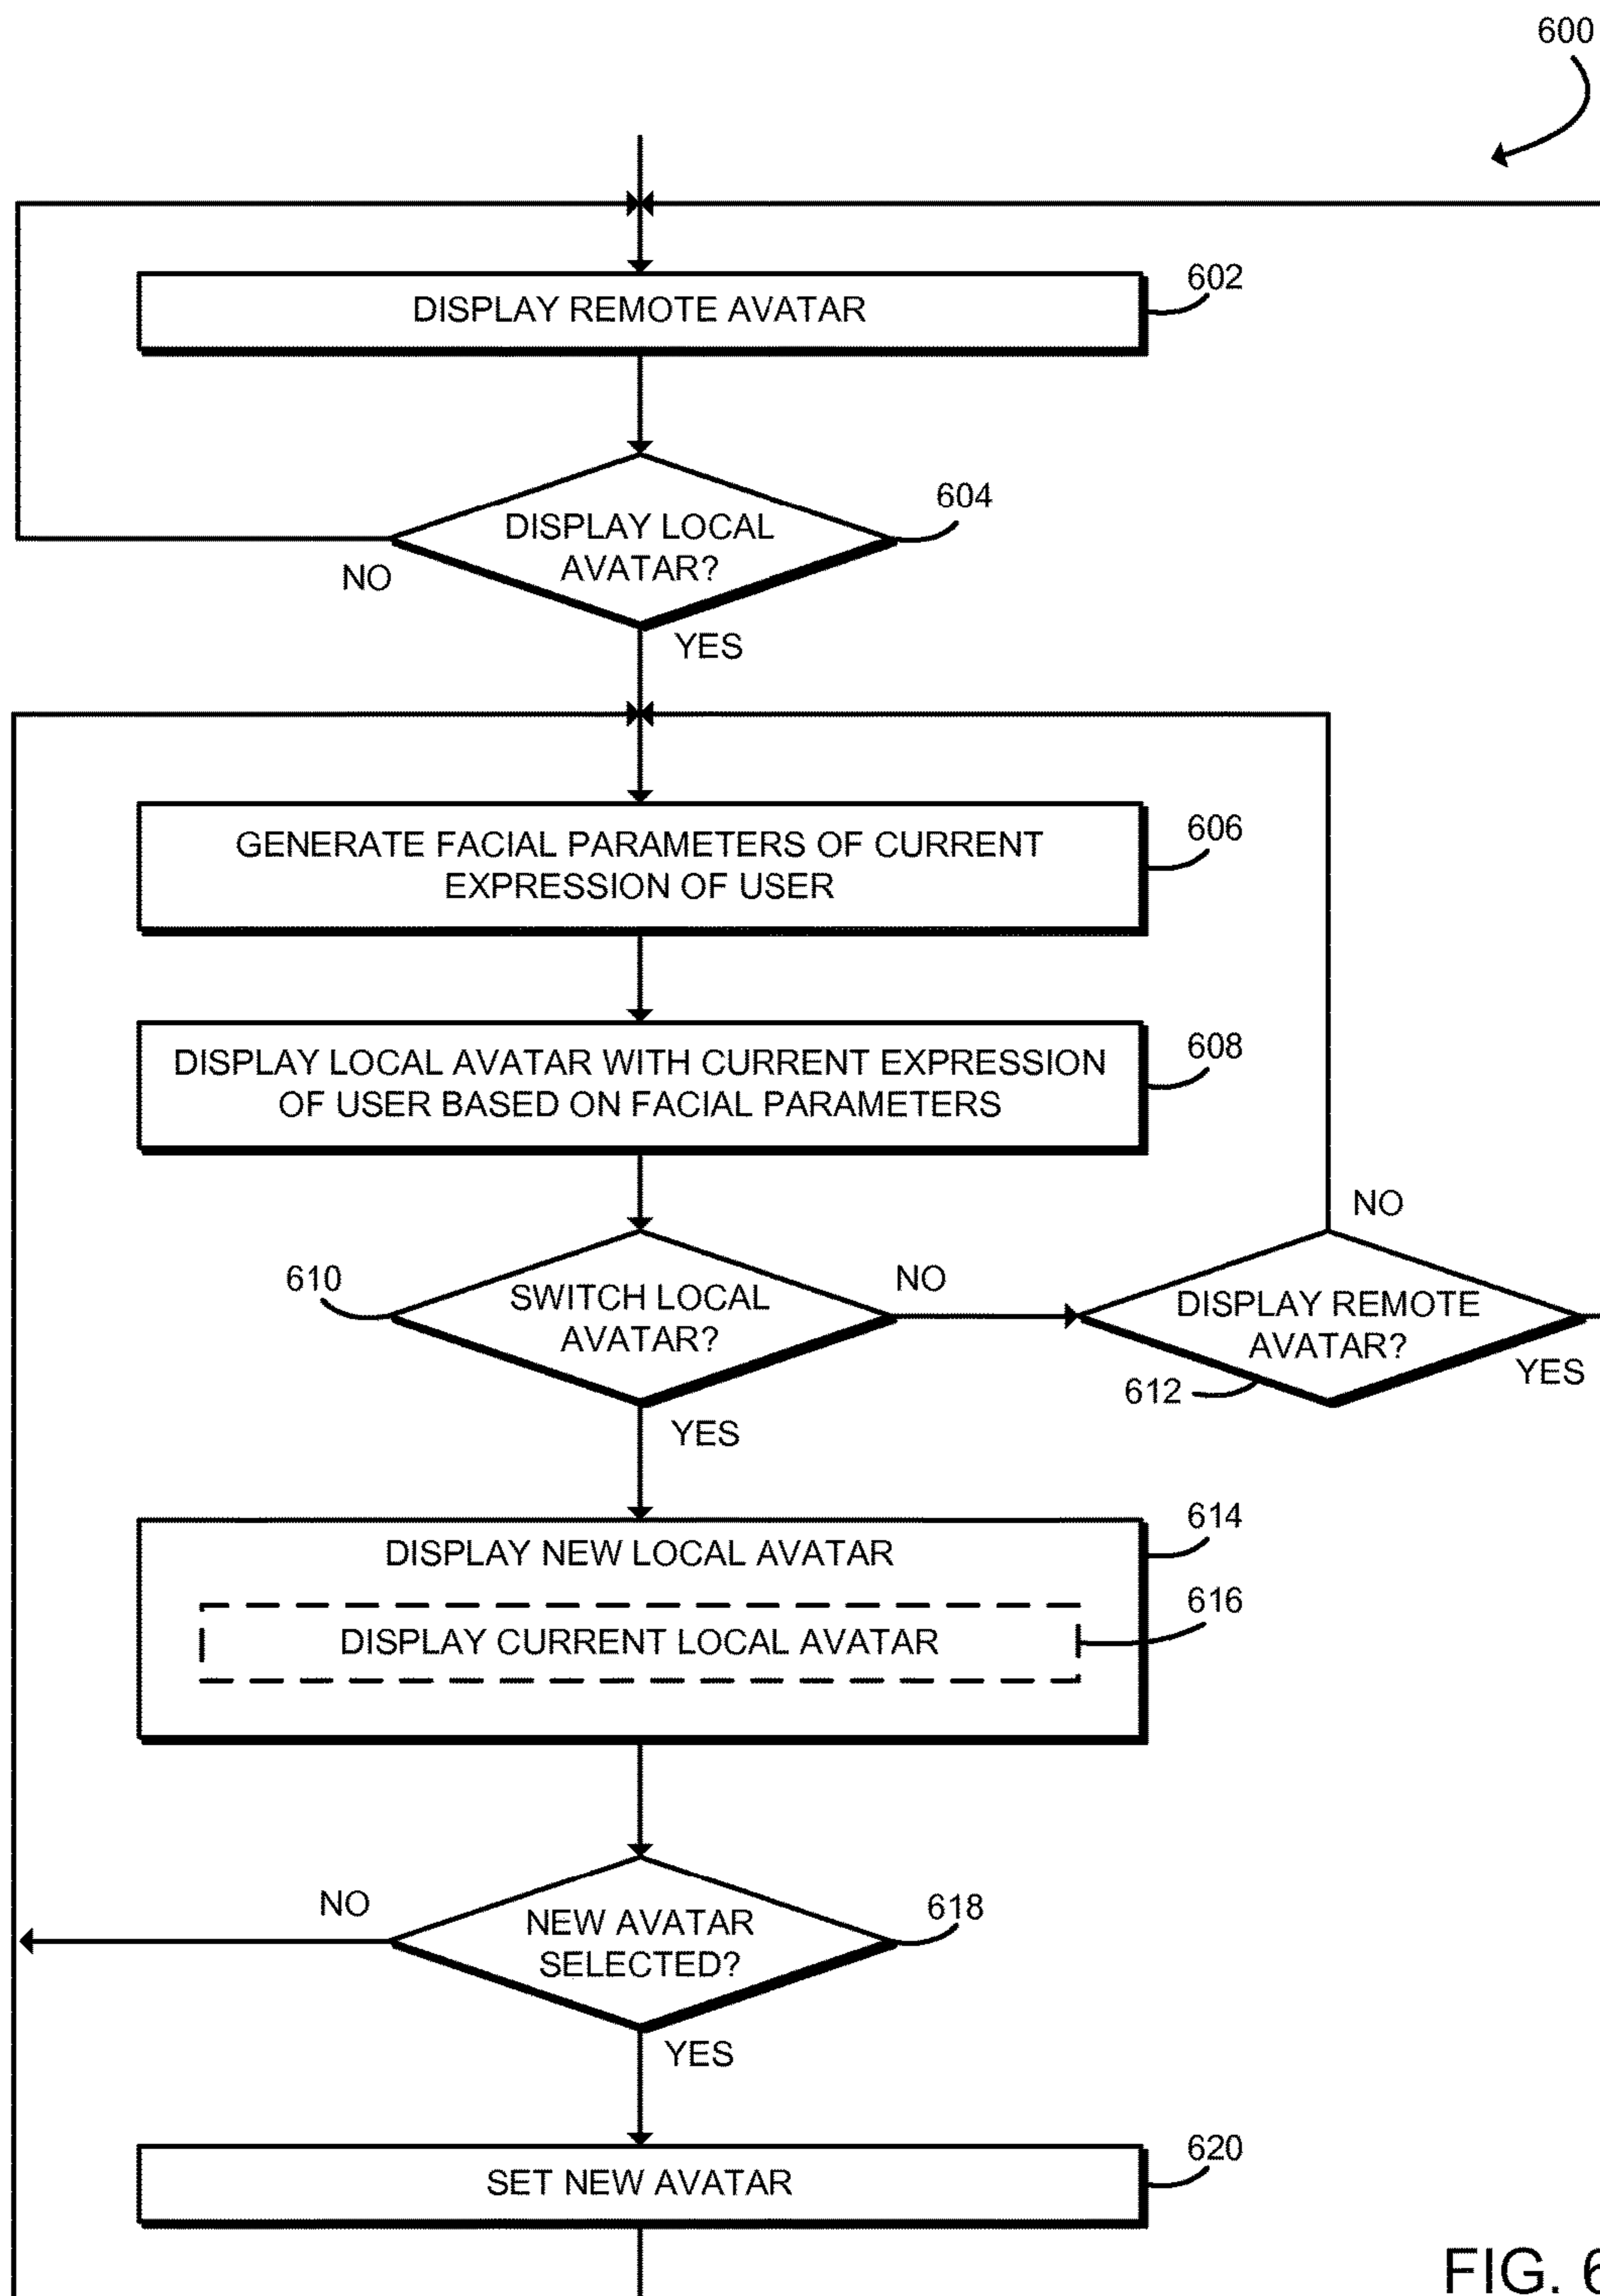 600
DISPLAY REMOTE AVATAR
602
DISPLAY LOCAL
AVATAR?
604
NO
YES
GENERATE FACIAL PARAMETERS OF CURRENT
EXPRESSION OF USER
606
DISPLAY LOCAL AVATAR WITH CURRENT EXPRESSION
OF USER BASED ON FACIAL PARAMETERS
608
610
SWITCH LOCAL
AVATAR?
NO
YES
NO
DISPLAY REMOTE
AVATAR?
612
YES
DISPLAY NEW LOCAL AVATAR
614
DISPLAY CURRENT LOCAL AVATAR
616
NO
NEW AVATAR
SELECTED?
618
YES
SET NEW AVATAR
620
FIG. 6